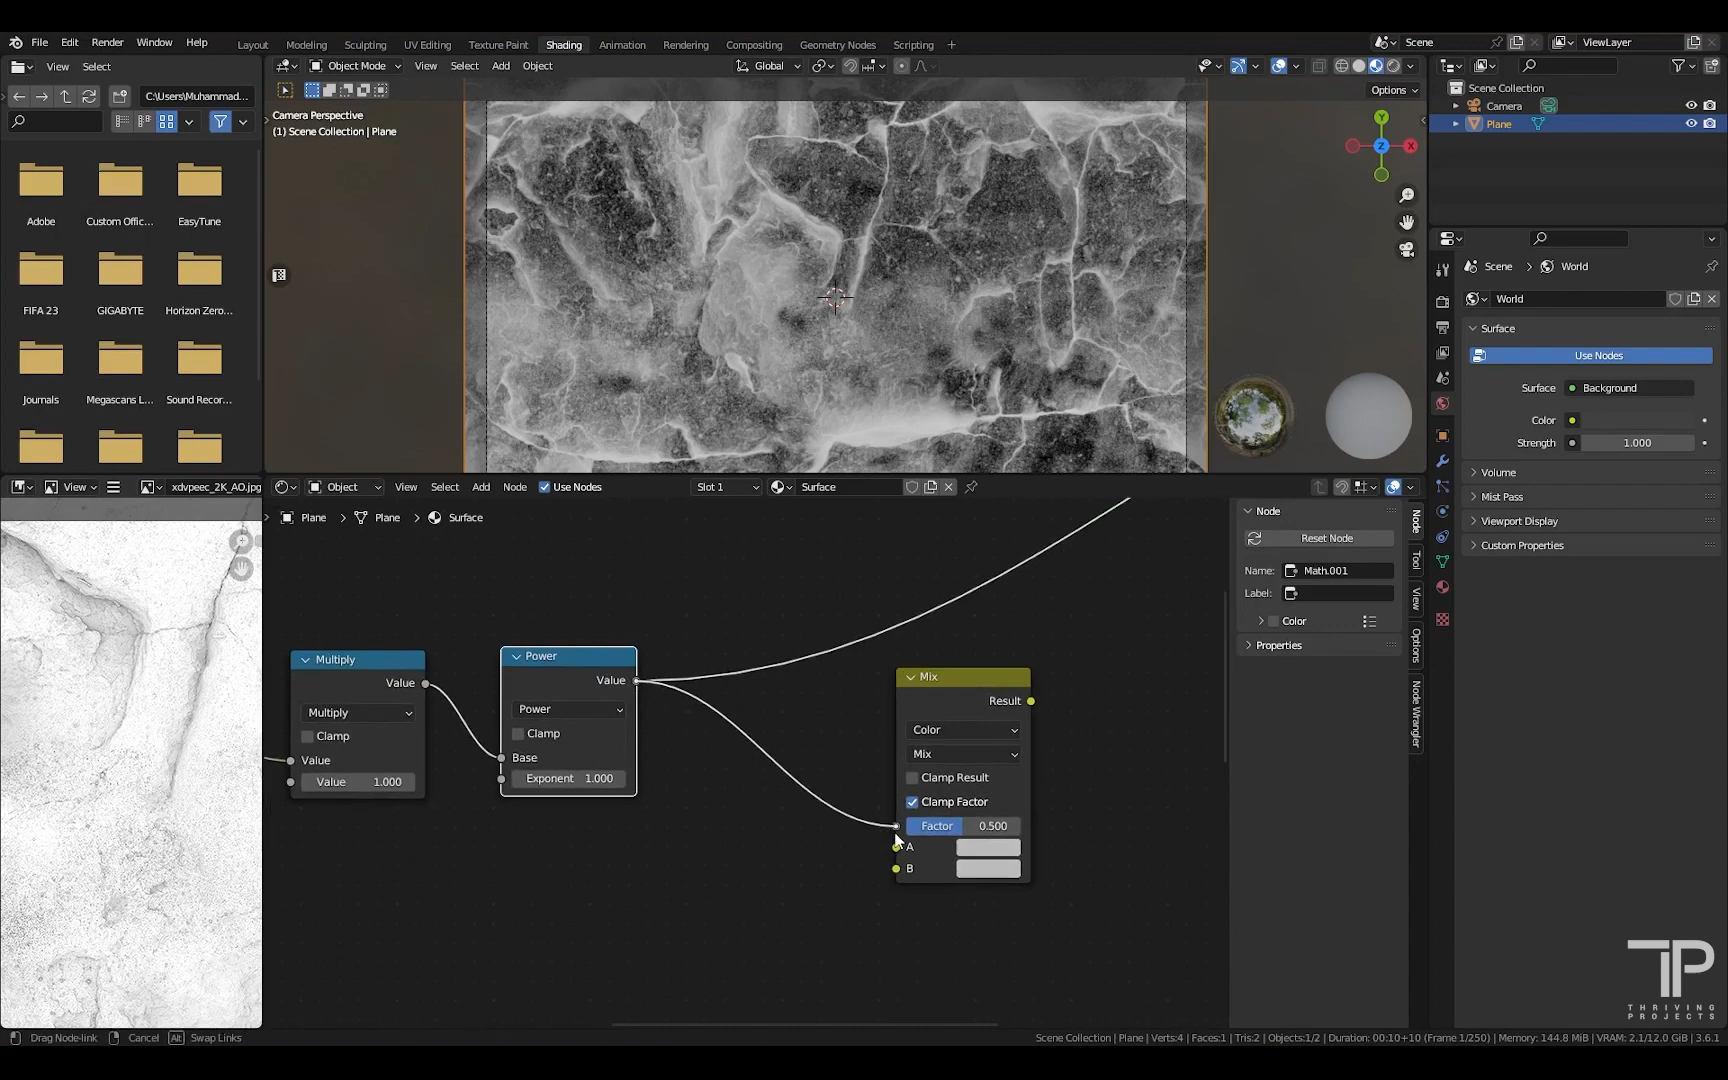 File Edit Render Window Help
Layout Modeling Sculpting UV Editing Texture Paint Shading Animation Rendering Compositing Geometry Nodes Scripting +
Scene
ViewLayer
View Select
Object Mode View Select Add Object
Global
C:\Users\Muhammad...
Options
Adobe Custom Offic... EasyTune
FIFA 23 GIGABYTE Horizon Zero...
Journals Megascans L... Sound Recor...
Camera Perspective
(1) Scene Collection | Plane
Y
Z
X
Scene Collection
Camera
Plane
Scene > World
World
Surface
Use Nodes
Surface Background
Color
Strength 1.000
Volume
Mist Pass
Viewport Display
Custom Properties
View
xdvpeec_2K_AO.jpg
Object View Select Add Node Use Nodes
Slot 1
Surface
Plane > Plane > Surface
Multiply
Value
Multiply
Clamp
Value
Value 1.000
Power
Value
Power
Clamp
Base
Exponent 1.000
Mix
Result
Color
Mix
Clamp Result
Clamp Factor
Factor 0.500
A
B
Node
Reset Node
Name: Math.001
Label:
Color
Properties
Node
Tool
View
Options
Node Wrangler
TP
THRIVING
PROJECTS
Drag Node-link Cancel Alt Swap Links
Scene Collection | Plane | Verts:4 | Faces:1 | Tris:2 | Objects:1/2 | Duration: 00:10+10 (Frame 1/250) | Memory: 144.8 MiB | VRAM: 2.1/12.0 GiB | 3.6.1